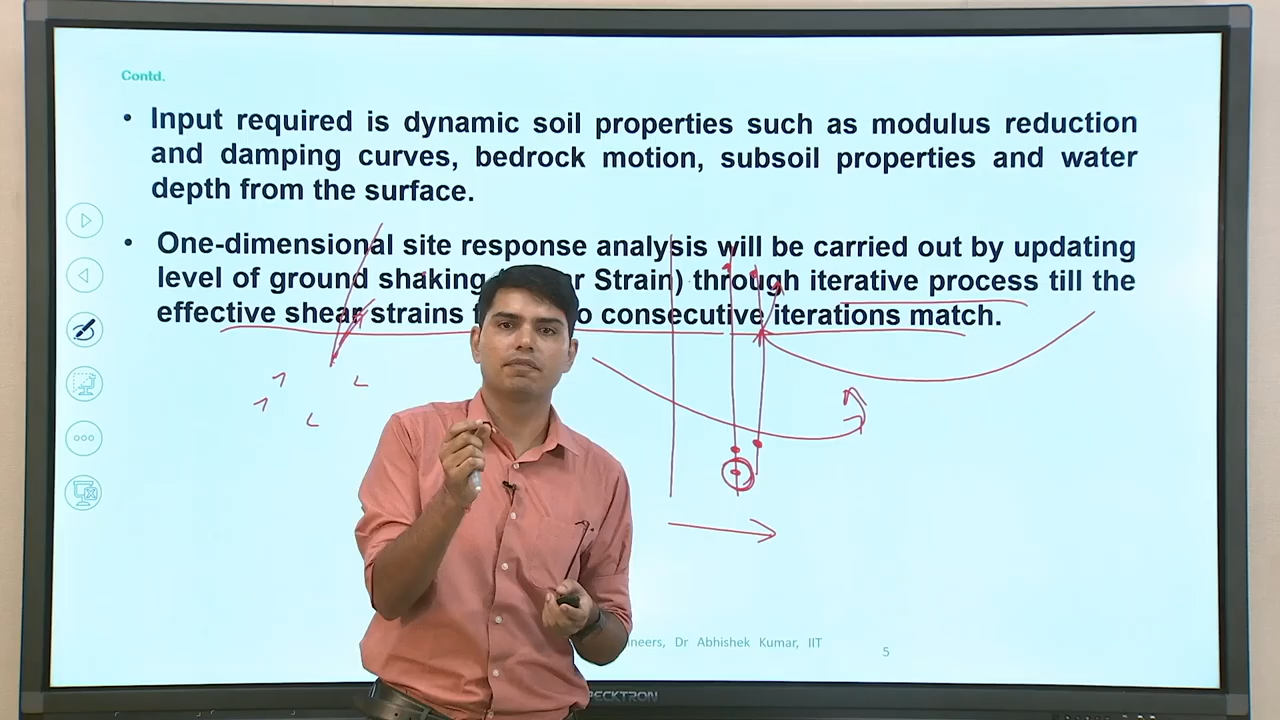 Contd.
• Input required is dynamic soil properties such as modulus reduction
and damping curves, bedrock motion, subsoil properties and water
depth from the surface.
• One-dimensional site response analysis will be carried out by updating
level of ground shaking Strain) through iterative process till the
effective shear strains consecutive iterations match.
Dr Abhishek Kumar, IIT
5